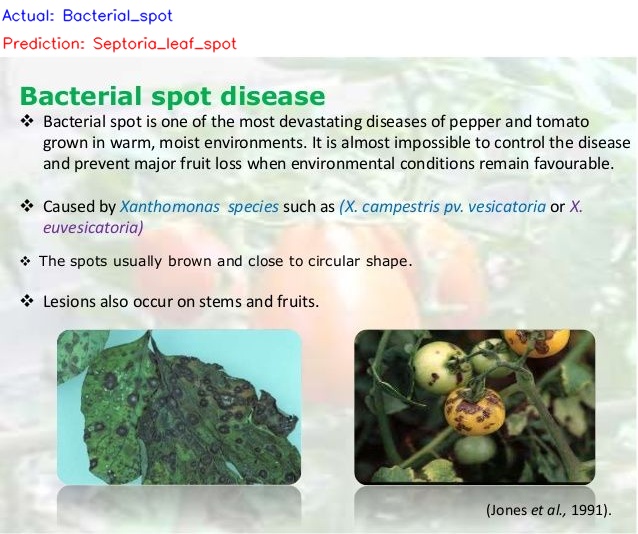 Actual: Bacterial_spot
Prediction: Septoria_leaf_spot
Bacterial spot disease
❖ Bacterial spot is one of the most devastating diseases of pepper and tomato
grown in warm, moist environments. It is almost impossible to control the disease
and prevent major fruit loss when environmental conditions remain favourable.
❖ Caused by Xanthomonas species such as (X. campestris pv. vesicatoria or X.
euvesicatoria)
❖ The spots usually brown and close to circular shape.
❖ Lesions also occur on stems and fruits.
(Jones et al., 1991).